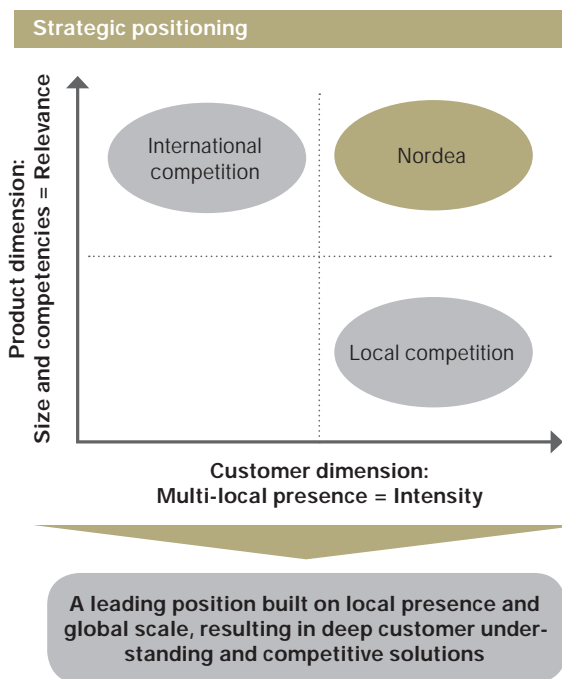 Strategic positioning
Product dimension:
Size and competencies = Relevance
International
competition
Nordea
Local competition
Customer dimension:
Multi-local presence = Intensity
A leading position built on local presence and
global scale, resulting in deep customer under-
standing and competitive solutions